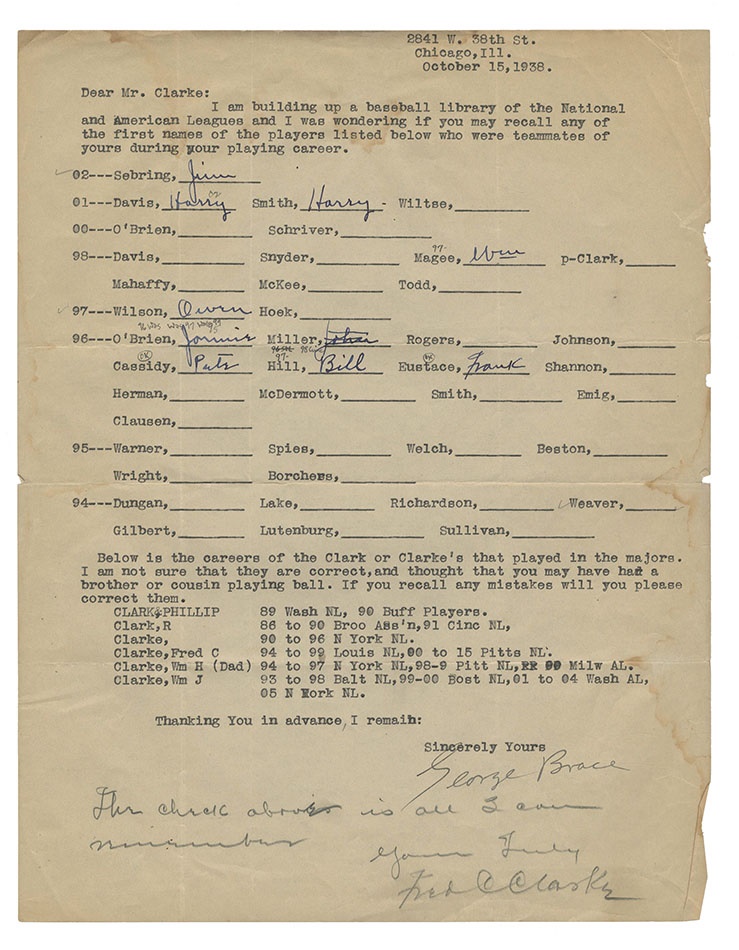 2841 W. 38th St.
Chicago,Ill.
October 15,1938.
Dear Mr. Clarke:
I am building up a baseball library of the National
and American Leagues and I was wondering if you may recall any of
the first names of the players listed below who were teammates of
yours during your playing career.
02---Sebring, Jimm
02
01---Davis, Harry Smith, Harry - Wiltse,
00---O'Brien, Schriver,
97-
98---Davis, Snyder, Magee, Wm p-Clark,
Mahaffy, McKee, Todd,
97---Wilson, Owen Hoek,
96---O'Brien, Jommie Miller, Rogers, Johnson,
OK 97- OK
Cassidy, Pete Hill, Bill Eustace, Frank Shannon,
Herman, McDermott, Smith, Emig,
Clausen,
95---Warner, Spies, Welch, Beston,
Wright, Borchers,
94---Dungan, Lake, Richardson, Weaver,
Gilbert, Lutenburg, Sullivan,
Below is the careers of the Clark or Clarke's that played in the majors.
I am not sure that they are correct,and thought that you may have had a
brother or cousin playing ball. If you recall any mistakes will you please
correct them.
CLARK,PHILLIP 89 Wash NL, 90 Buff Players.
Clark,R 86 to 90 Broo Ass'n,91 Cinc NL,
Clarke, 90 to 96 N York NL.
Clarke,Fred C 94 to 99 Louis NL,00 to 15 Pitts NL.
Clarke,Wm H (Dad) 94 to 97 N York NL,98-9 Pitt NL, 00 Milw AL.
Clarke,Wm J 93 to 98 Balt NL,99-00 Bost NL,01 to 04 Wash AL,
05 N York NL.
Thanking You in advance, I remain:
Sincerely Yours
George Brace
The check above is all I can
remember
Yours Truly
Fred C Clarke